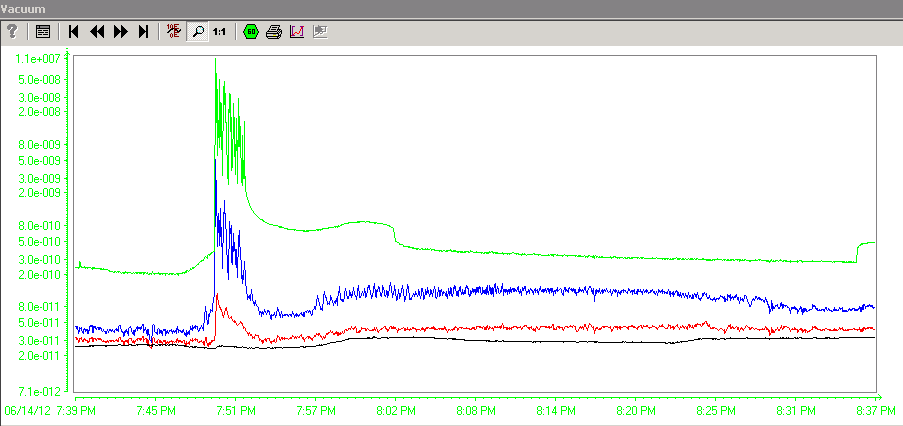 Vacuum
1:1 GO
1.1e+007
5.0e-008
3.0e-008
2.0e-008
8.0e-009
5.0e-009
3.0e-009
2.0e-009
8.0e-010
5.0e-010
3.0e-010
2.0e-010
8.0e-011
5.0e-011
3.0e-011
2.0e-011
7.1e-012
06/14/12 7:39 PM 7:45 PM 7:51 PM 7:57 PM 8:02 PM 8:08 PM 8:14 PM 8:20 PM 8:25 PM 8:31 PM 8:37 PM